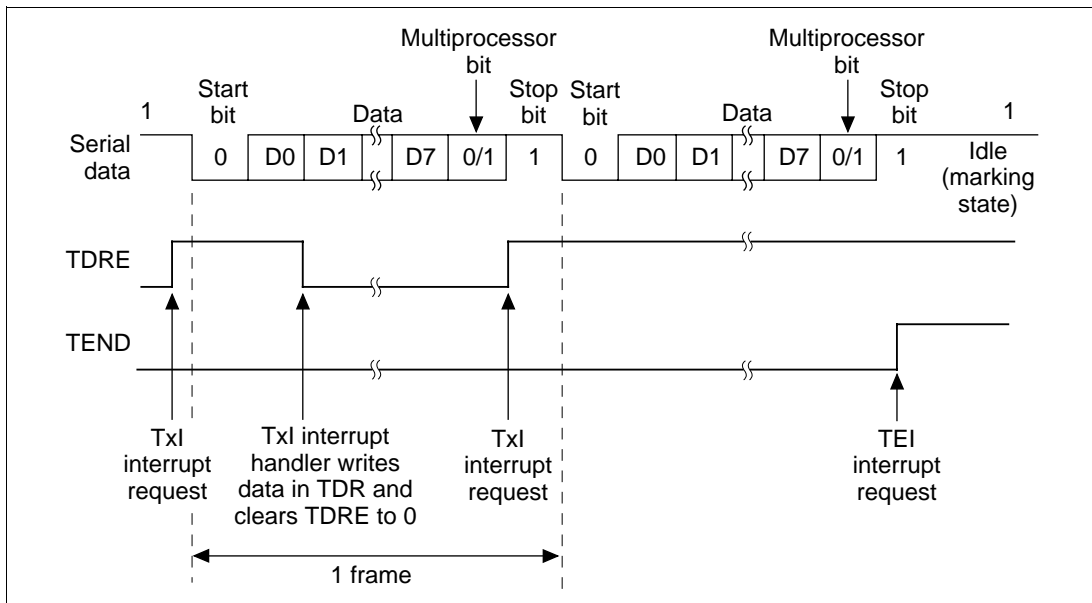 Multiprocessor
bit
Multiprocessor
bit
1
Start
bit
Data
Stop
bit
Start
bit
Data
Stop
bit
1
Serial
data
0
D0
D1
D7
0/1
1
0
D0
D1
D7
0/1
1
Idle
(marking
state)
TDRE
TEND
TxI
interrupt
request
TxI interrupt
handler writes
data in TDR and
clears TDRE to 0
TxI
interrupt
request
TEI
interrupt
request
1 frame